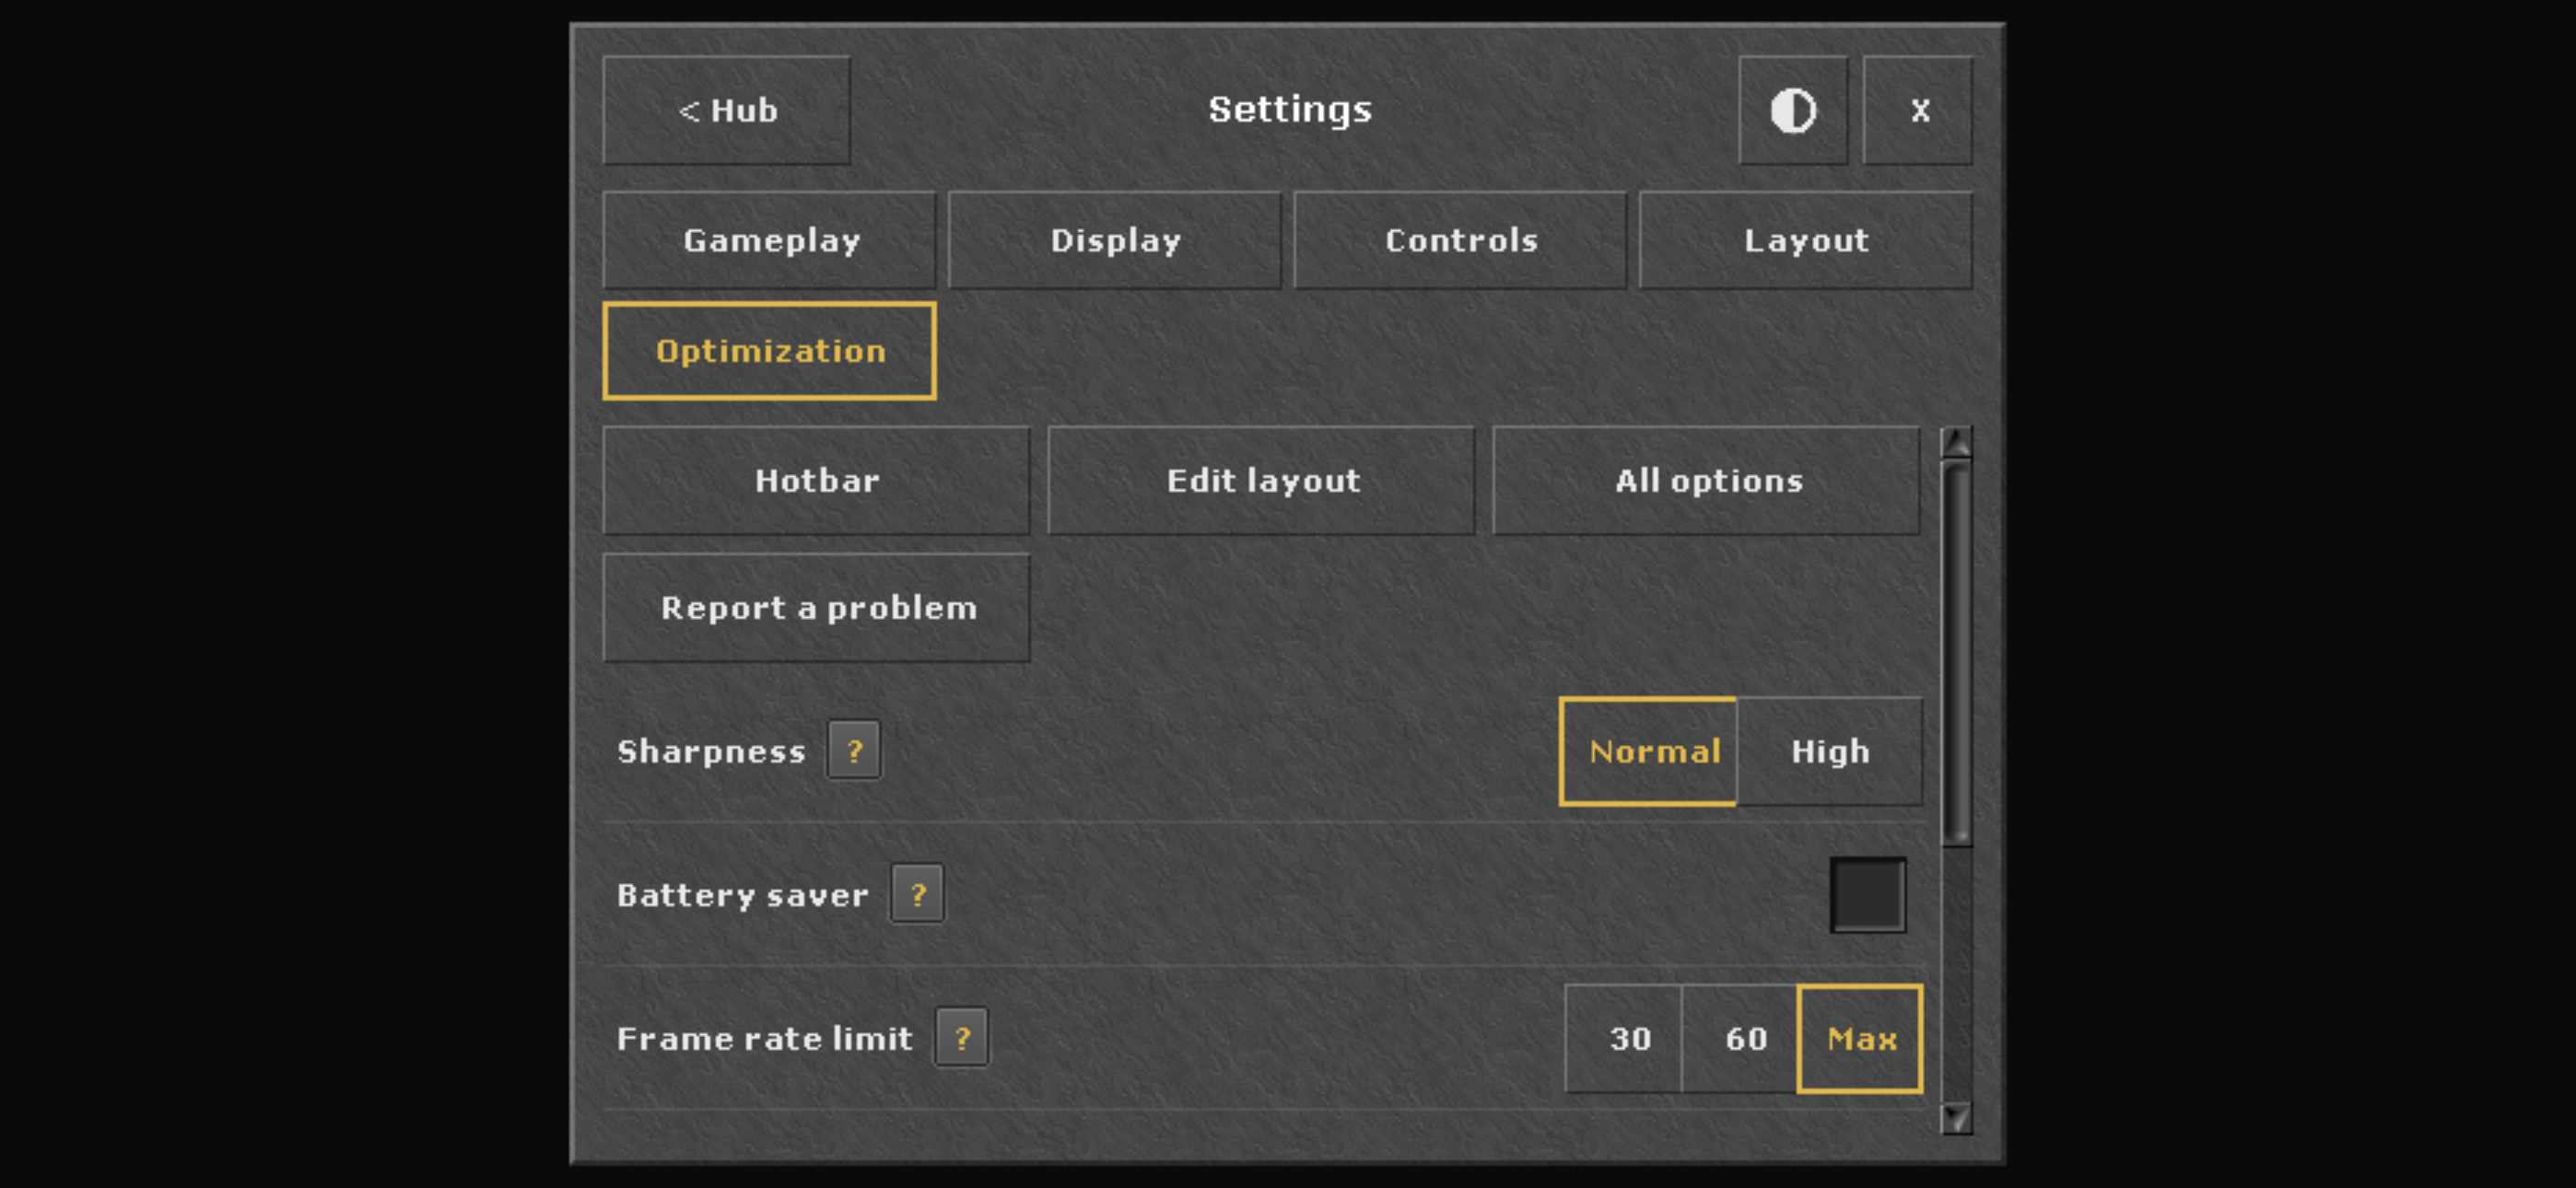 < Hub
Settings
X
Gameplay
Display
Controls
Layout
Optimization
Hotbar
Edit layout
All options
Report a problem
Sharpness ?
Normal
High
Battery saver ?
Frame rate limit ?
30
60
Max